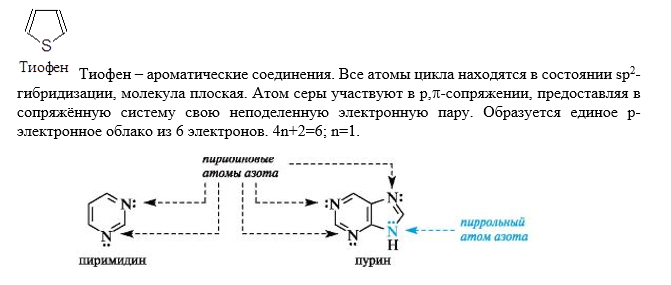 S
Тиофен Тиофен – ароматические соединения. Все атомы цикла находятся в состоянии sp²-
гибридизации, молекула плоская. Атом серы участвуют в p,π-сопряжении, предоставляя в
сопряжённую систему свою неподеленную электронную пару. Образуется единое p-
электронное облако из 6 электронов. 4n+2=6; n=1.
пиридиновые
атомы азота
N:
N
:N
N
N:
N
H
пиррольный
атом азота
пиримидин
пурин